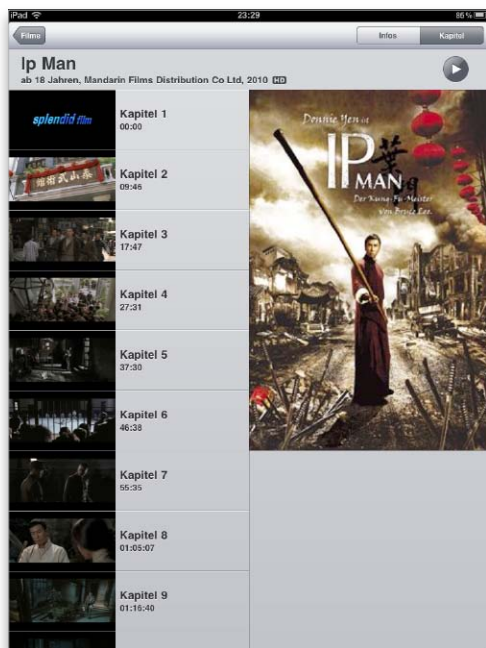 iPad 23:29 86 %
Filme Infos Kapitel
Ip Man
ab 18 Jahren, Mandarin Films Distribution Co Ltd, 2010 HD
splendid film
Kapitel 1
00:00
Kapitel 2
09:46
Kapitel 3
17:47
Kapitel 4
27:31
Kapitel 5
37:30
Kapitel 6
46:38
Kapitel 7
55:35
Kapitel 8
01:05:07
Kapitel 9
01:16:40
Donnie Yen ist
IP
MAN
Der Kung-Fu-Meister
von Bruce Lee.